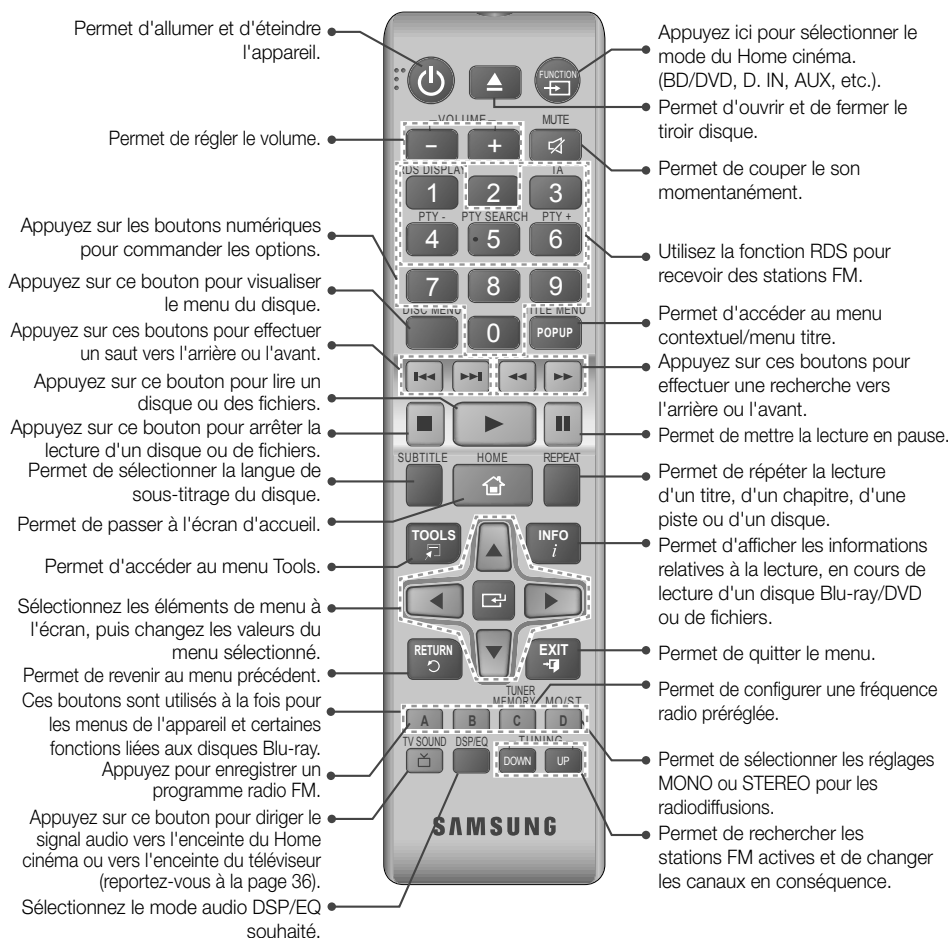 Permet d'allumer et d'éteindre
l'appareil.
Permet de régler le volume.
Appuyez sur les boutons numériques
pour commander les options.
Appuyez sur ce bouton pour visualiser
le menu du disque.
Appuyez sur ces boutons pour effectuer
un saut vers l'arrière ou l'avant.
Appuyez sur ce bouton pour lire un
disque ou des fichiers.
Appuyez sur ce bouton pour arrêter la
lecture d'un disque ou de fichiers.
Permet de sélectionner la langue de
sous-titrage du disque.
Permet de passer à l'écran d'accueil.
Permet d'accéder au menu Tools.
Sélectionnez les éléments de menu à
l'écran, puis changez les valeurs du
menu sélectionné.
Permet de revenir au menu précédent.
Ces boutons sont utilisés à la fois pour
les menus de l'appareil et certaines
fonctions liées aux disques Blu-ray.
Appuyez pour enregistrer un
programme radio FM.
Appuyez sur ce bouton pour diriger le
signal audio vers l'enceinte du Home
cinéma ou vers l'enceinte du téléviseur
(reportez-vous à la page 36).
Sélectionnez le mode audio DSP/EQ
souhaité.
FUNCTION
VOLUME
MUTE
- +
RDS DISPLAY TA
1 2 3
PTY - PTY SEARCH PTY +
4 5 6
7 8 9
DISC MENU TITLE MENU
0 POPUP
SUBTITLE HOME REPEAT
TOOLS INFO
i
RETURN EXIT
TUNER
MEMORY MO/ST
A B C D
TV SOUND DSP/EQ TUNING
DOWN UP
SAMSUNG
Appuyez ici pour sélectionner le
mode du Home cinéma.
(BD/DVD, D. IN, AUX, etc.).
Permet d'ouvrir et de fermer le
tiroir disque.
Permet de couper le son
momentanément.
Utilisez la fonction RDS pour
recevoir des stations FM.
Permet d'accéder au menu
contextuel/menu titre.
Appuyez sur ces boutons pour
effectuer une recherche vers
l'arrière ou l'avant.
Permet de mettre la lecture en pause.
Permet de répéter la lecture
d'un titre, d'un chapitre, d'une
piste ou d'un disque.
Permet d'afficher les informations
relatives à la lecture, en cours de
lecture d'un disque Blu-ray/DVD
ou de fichiers.
Permet de quitter le menu.
Permet de configurer une fréquence
radio préréglée.
Permet de sélectionner les réglages
MONO ou STEREO pour les
radiodiffusions.
Permet de rechercher les
stations FM actives et de changer
les canaux en conséquence.